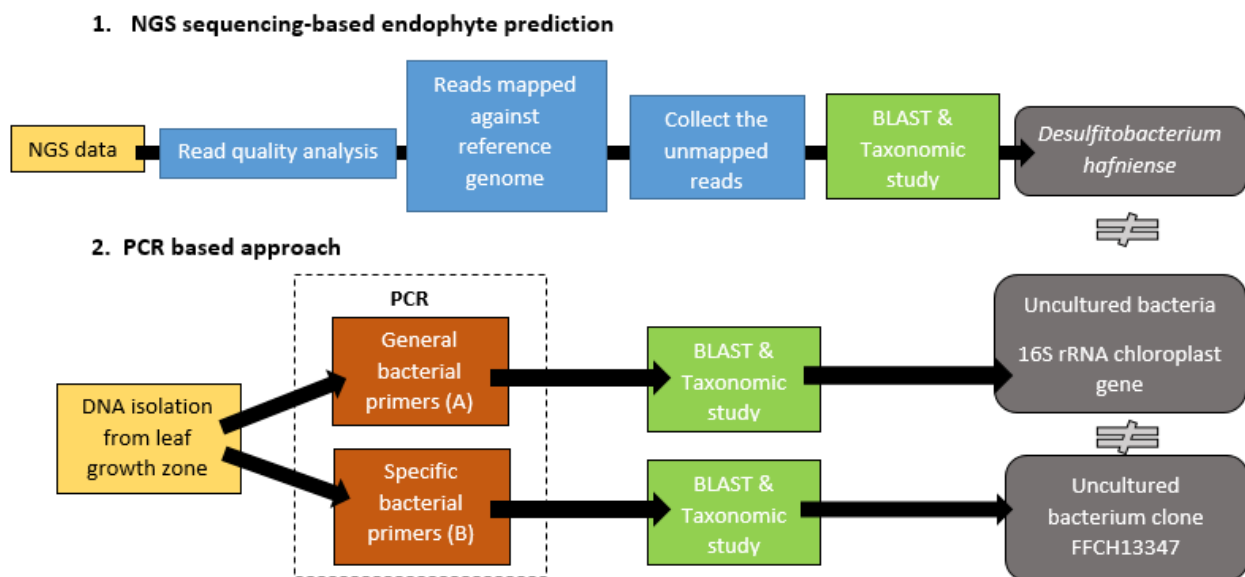 1. NGS sequencing-based endophyte prediction
NGS data
Read quality analysis
Reads mapped
against
reference
genome
Collect the
unmapped
reads
BLAST &
Taxonomic
study
Desulfitobacterium
hafniense
2. PCR based approach
DNA isolation
from leaf
growth zone
PCR
General
bacterial
primers (A)
BLAST &
Taxonomic
study
Uncultured bacteria
16S rRNA chloroplast
gene
Specific
bacterial
primers (B)
BLAST &
Taxonomic
study
Uncultured
bacterium clone
FFCH13347